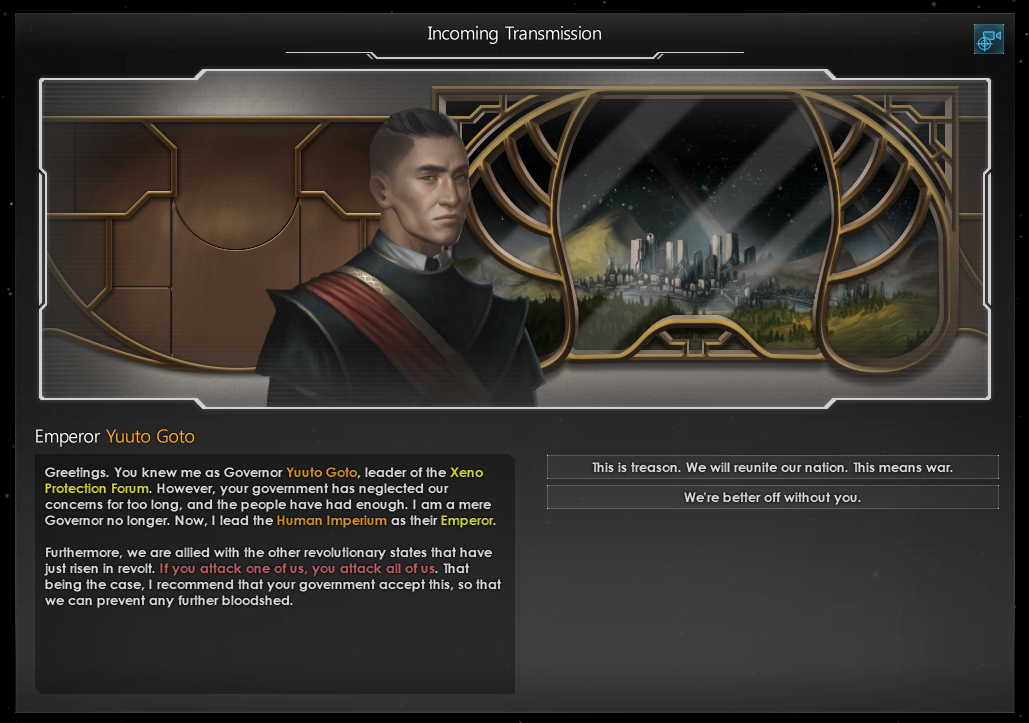 Incoming Transmission
Emperor Yuuto Goto
Greetings. You knew me as Governor Yuuto Goto, leader of the Xeno
Protection Forum. However, your government has neglected our
concerns for too long, and the people have had enough. I am a mere
Governor no longer. Now, I lead the Human Imperium as their Emperor.
Furthermore, we are allied with the other revolutionary states that have
just risen in revolt. If you attack one of us, you attack all of us. That
being the case, I recommend that your government accept this, so that
we can prevent any further bloodshed.
This is treason. We will reunite our nation. This means war.
We're better off without you.